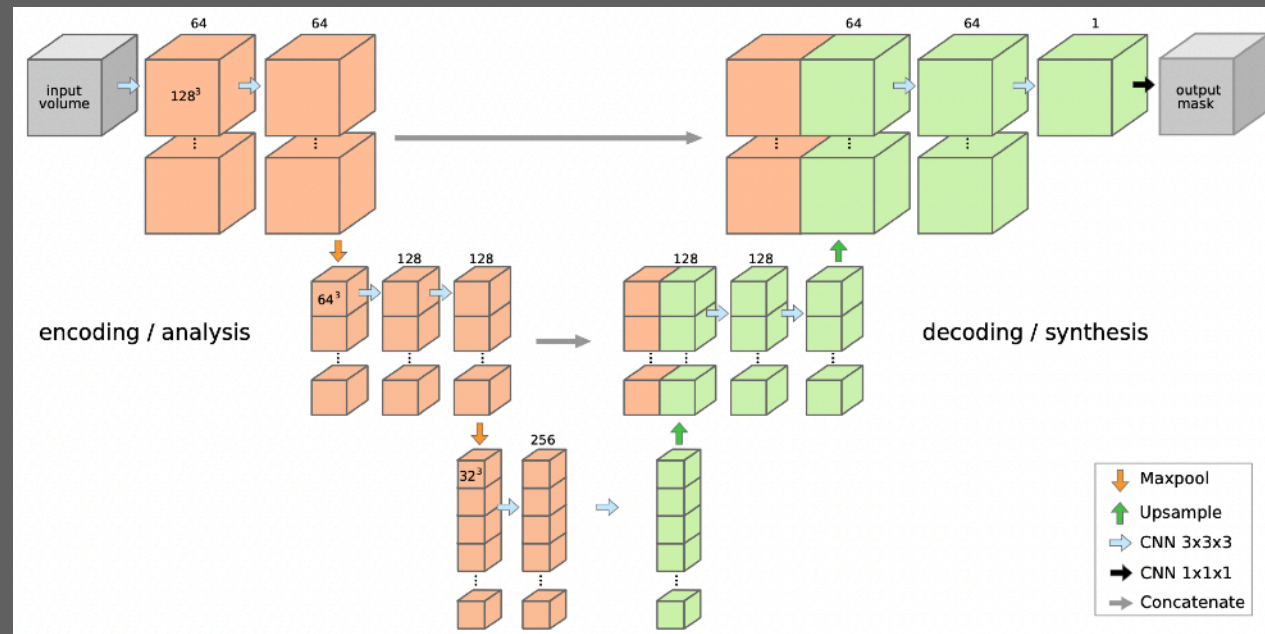 64
64
64
64
1
input
volume
128³
output
mask
128
128
128
128
64³
encoding / analysis
decoding / synthesis
256
32³
Maxpool
Upsample
CNN 3x3x3
CNN 1x1x1
Concatenate